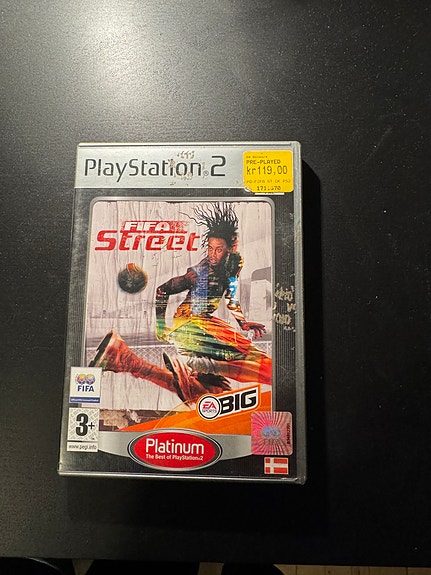 PlayStation 2
PRE-PLAYED
kr119,00
FIFA
Street
FIFA
3+
www.pegi.info
EA
SPORTS
BIG
Platinum
The Best of PlayStation 2